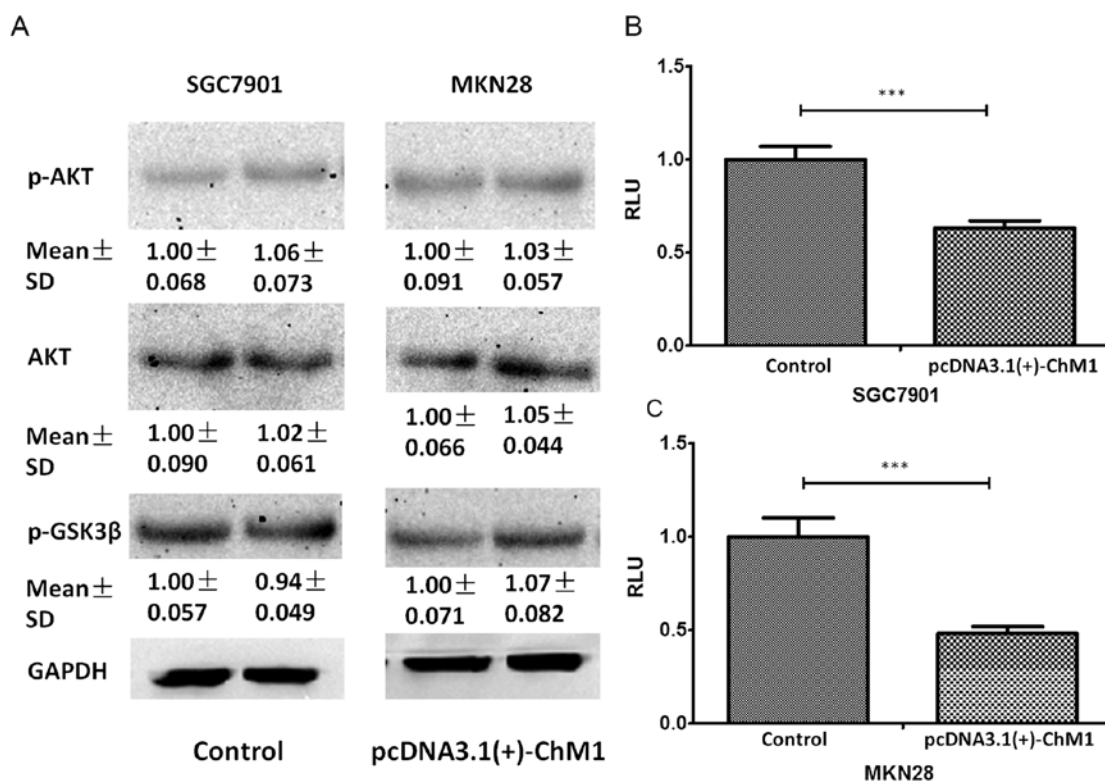 A
SGC7901 MKN28
p-AKT
Mean ± 1.00 ± 1.06 ± 1.00 ± 1.03 ±
SD 0.068 0.073 0.091 0.057
AKT
1.00 ± 1.05 ±
Mean ± 1.00 ± 1.02 ± 0.066 0.044
SD 0.090 0.061
p-GSK3β
Mean ± 1.00 ± 0.94 ± 1.00 ± 1.07 ±
SD 0.057 0.049 0.071 0.082
GAPDH
Control pcDNA3.1(+)-ChM1
B
1.5
***
1.0
RLU
0.5
0.0
Control pcDNA3.1(+)-ChM1
SGC7901
C
1.5
***
1.0
RLU
0.5
0.0
Control pcDNA3.1(+)-ChM1
MKN28